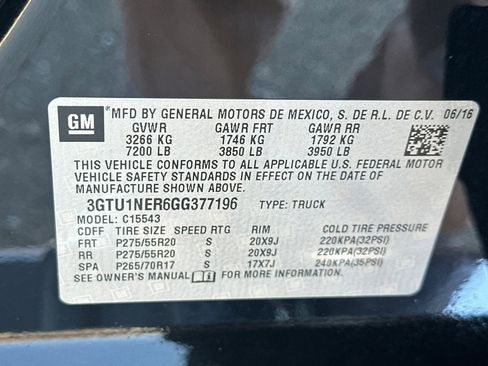 GM
MFD BY GENERAL MOTORS DE MEXICO, S. DE R.L. DE C.V. 06/16
GVWR GAWR FRT GAWR RR
3266 KG 1746 KG 1792 KG
7200 LB 3850 LB 3950 LB
THIS VEHICLE CONFORMS TO ALL APPLICABLE U.S. FEDERAL MOTOR
VEHICLE SAFETY STANDARDS IN EFFECT ON THE DATE OF
MANUFACTURE SHOWN ABOVE.
3GTU1NER6GG377196 TYPE: TRUCK
MODEL: C15543
CDFF TIRE SIZE SPEED RTG RIM COLD TIRE PRESSURE
FRT P275/55R20 S 20X9J 220KPA(32PSI)
RR P275/55R20 S 20X9J 220KPA(32PSI)
SPA P265/70R17 S 17X7J 240KPA(35PSI)
SEE OWNER'S MANUAL FOR MORE INFORMATION